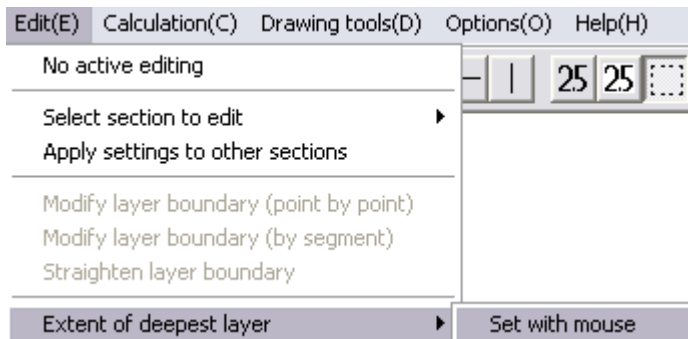 Edit(E) Calculation(C) Drawing tools(D) Options(O) Help(H)
No active editing
25 25
Select section to edit
Apply settings to other sections
Modify layer boundary (point by point)
Modify layer boundary (by segment)
Straighten layer boundary
Extent of deepest layer Set with mouse